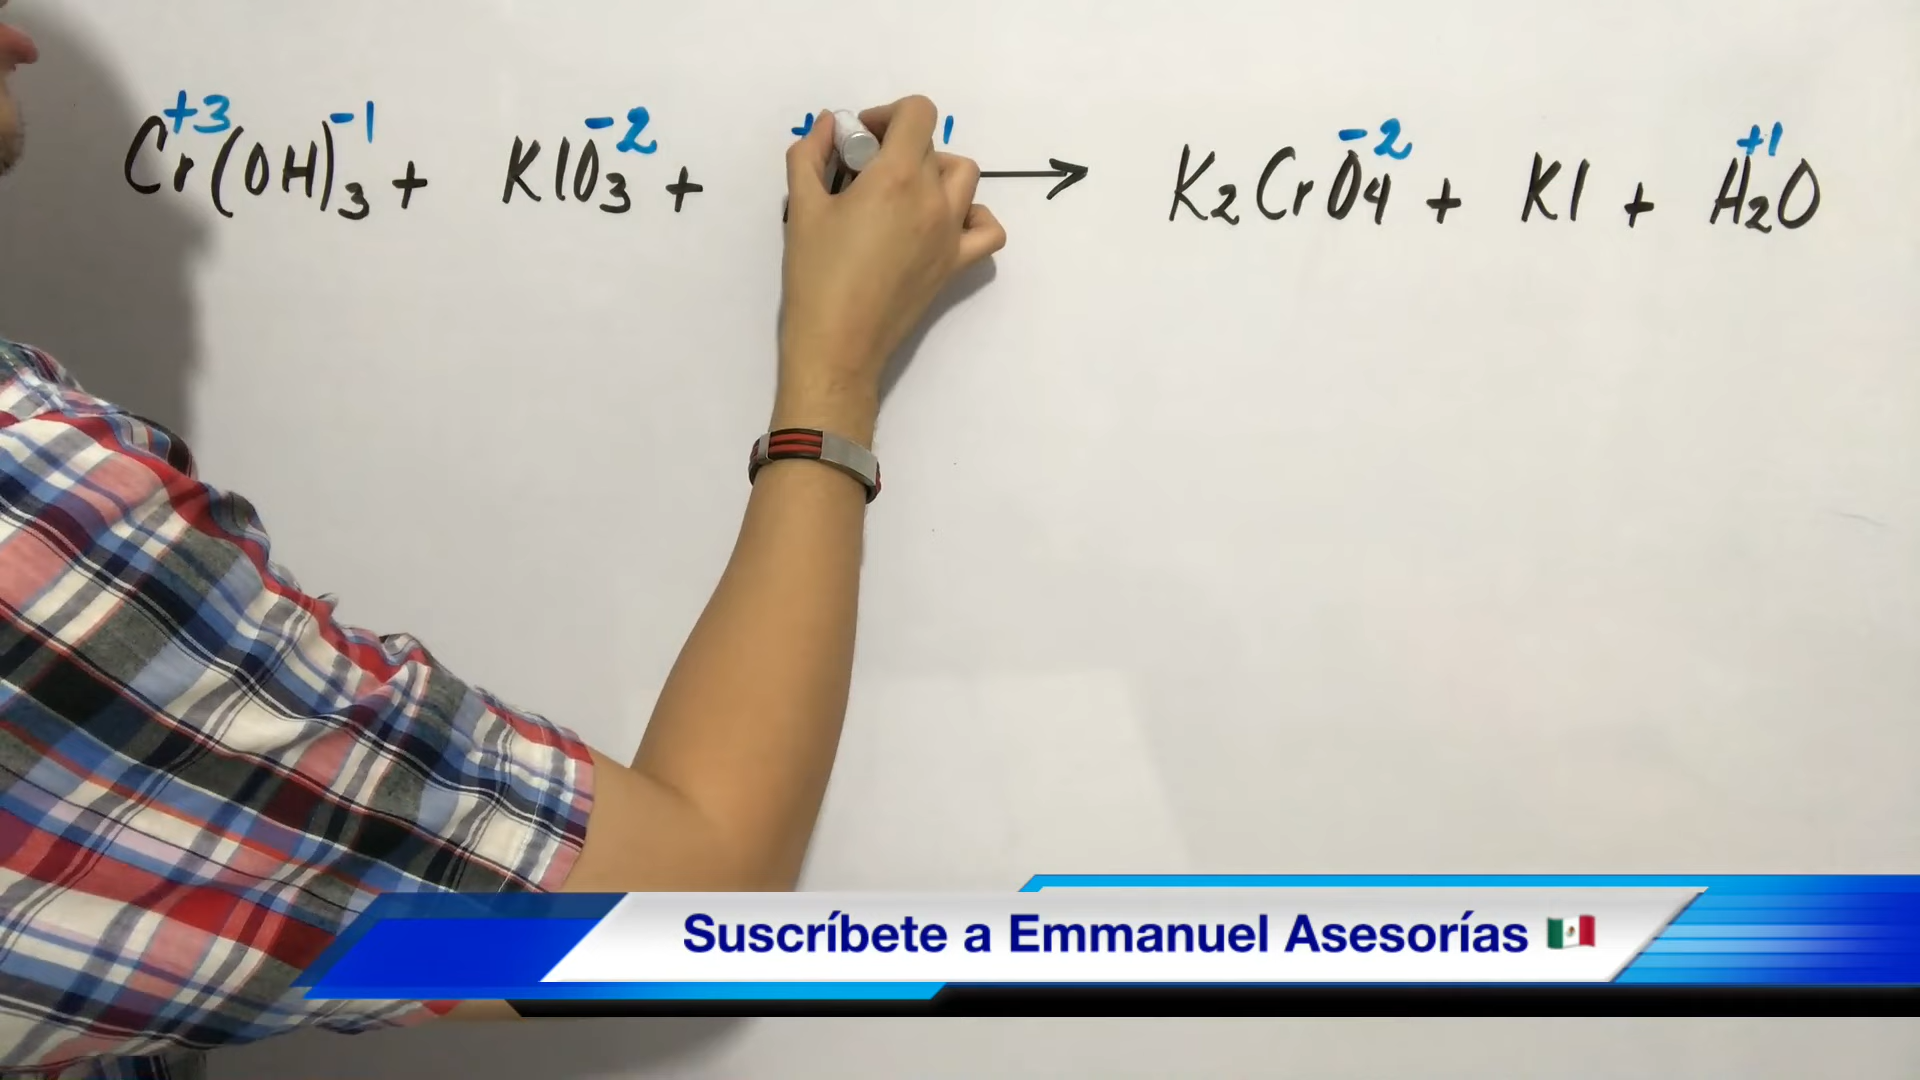 +3 -1 -2 + 1 -2 +1
Cr(OH)3 + KIO3 + → K2CrO4 + KI + H2O
Suscríbete a Emmanuel Asesorías 🇲🇽